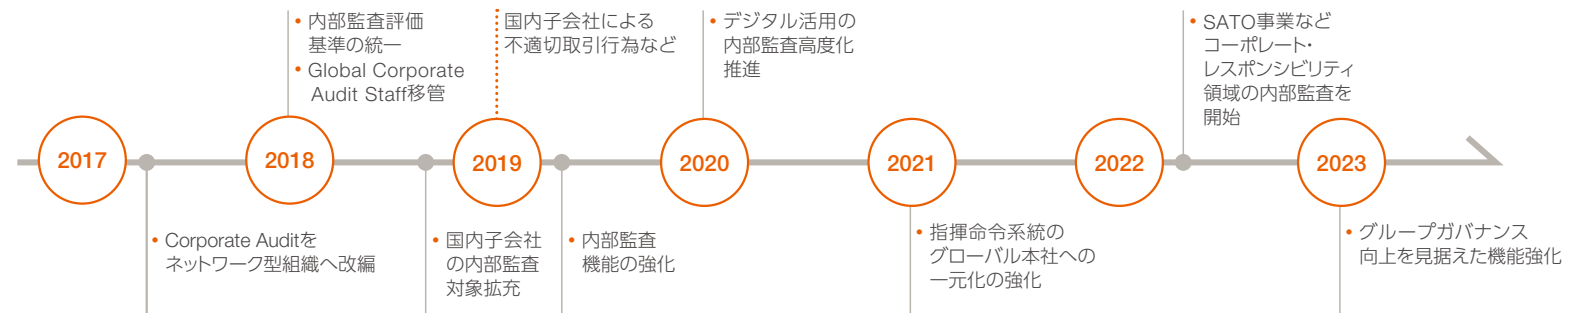 • 内部監査評価
基準の統一
• Global Corporate
Audit Staff移管
国内子会社による
不適切取引行為など
• デジタル活用の
内部監査高度化
推進
• SATO事業など
コーポレート・
レスポンシビリティ
領域の内部監査を
開始
2017
2018
2019
2020
2021
2022
2023
• Corporate Auditを
ネットワーク型組織へ改編
• 国内子会社
の内部監査
対象拡充
• 内部監査
機能の強化
• 指揮命令系統の
グローバル本社への
一元化の強化
• グループガバナンス
向上を見据えた機能強化